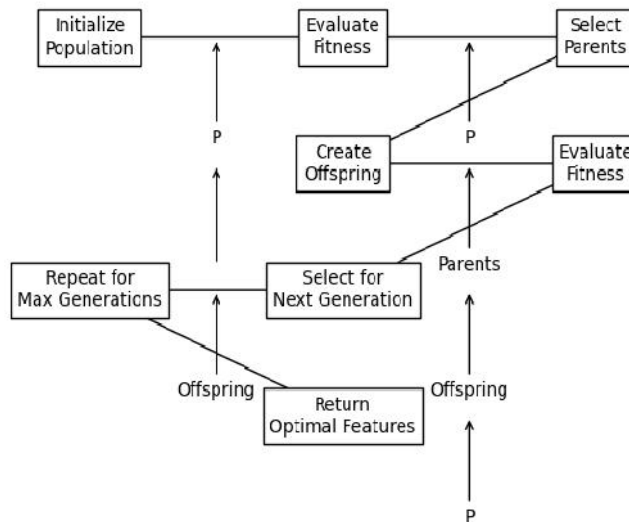 Initialize
Population
Evaluate
Fitness
Select
Parents
P
P
Create
Offspring
Evaluate
Fitness
Parents
Repeat for
Max Generations
Select for
Next Generation
Offspring
Offspring
Return
Optimal Features
P